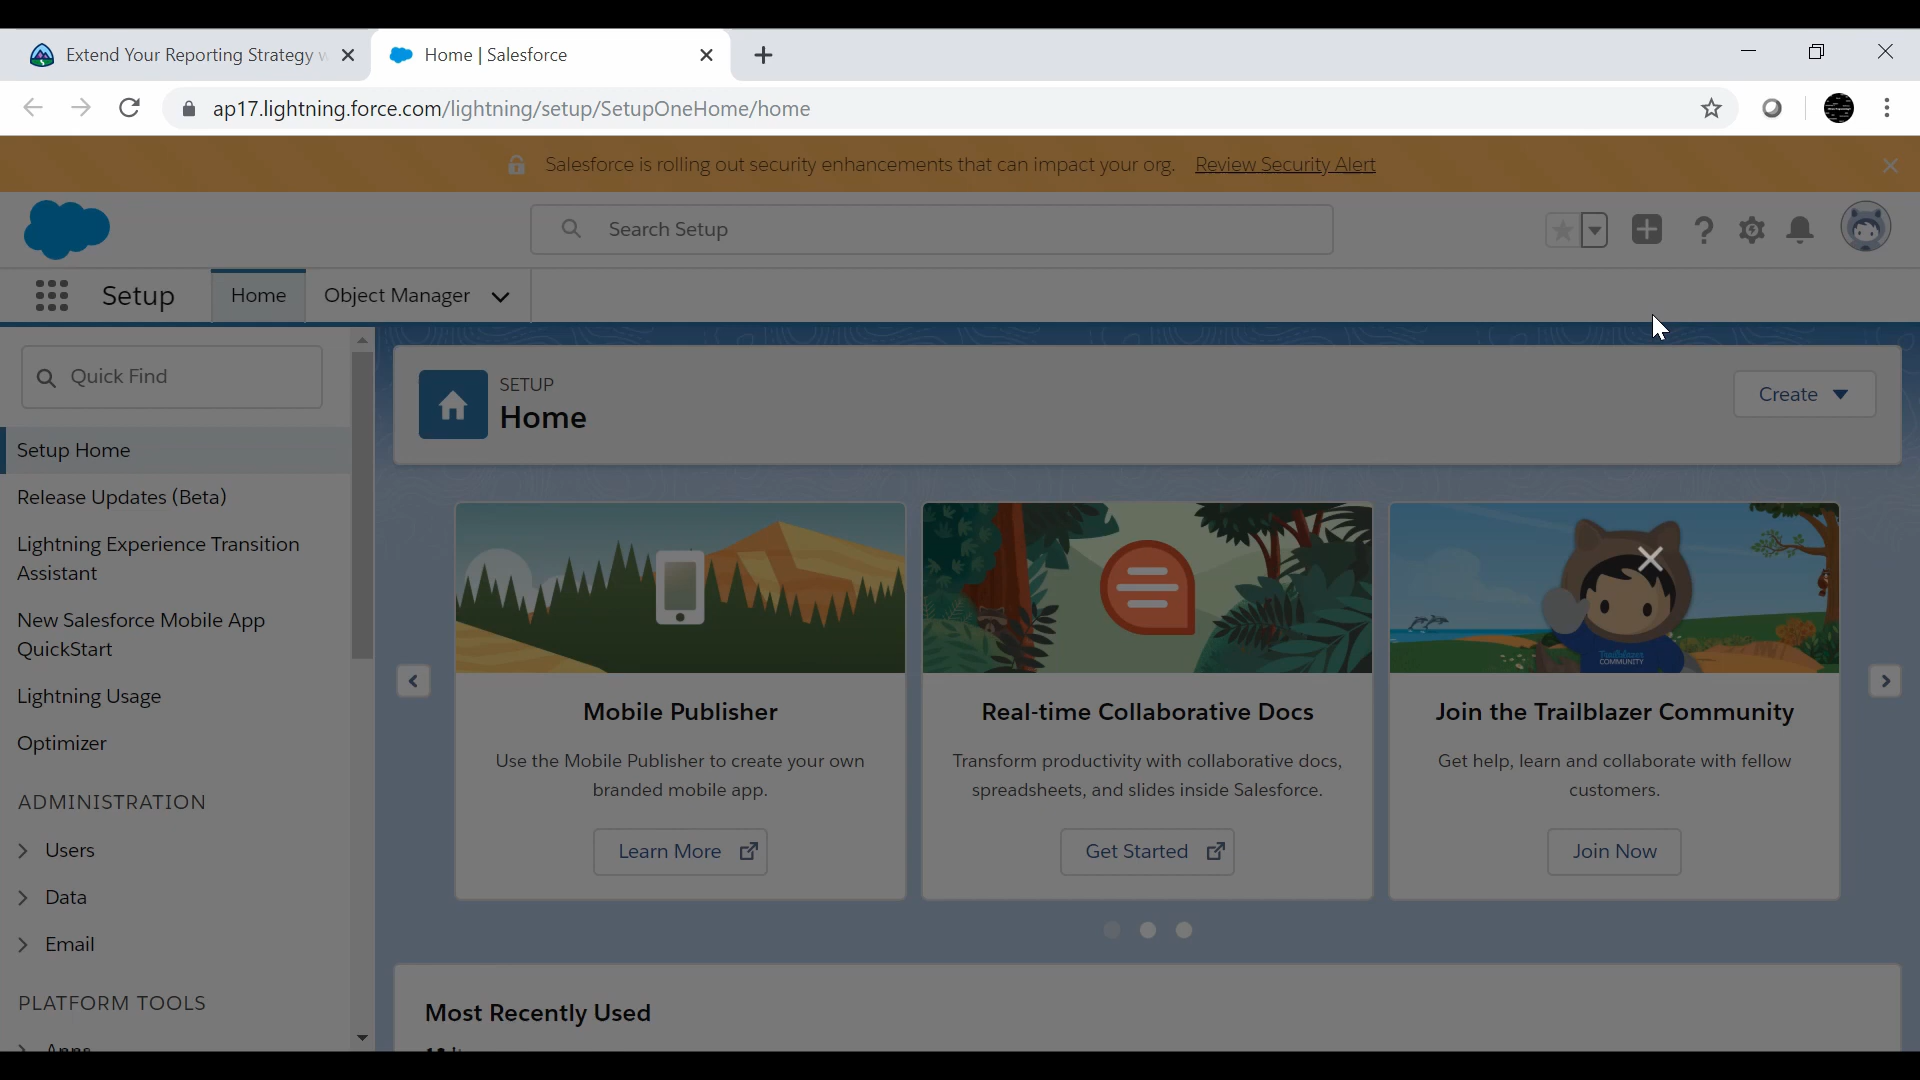 Extend Your Reporting Strategy
Home | Salesforce
ap17.lightning.force.com/lightning/setup/SetupOneHome/home
Salesforce is rolling out security enhancements that can impact your org. Review Security Alert
Search Setup
Setup
Home
Object Manager
Quick Find
SETUP
Home
Create
Setup Home
Release Updates (Beta)
Lightning Experience Transition
Assistant
New Salesforce Mobile App
QuickStart
Lightning Usage
Optimizer
ADMINISTRATION
Users
Data
Email
PLATFORM TOOLS
Apps
Trailblazer
COMMUNITY
Mobile Publisher
Use the Mobile Publisher to create your own
branded mobile app.
Learn More
Real-time Collaborative Docs
Transform productivity with collaborative docs,
spreadsheets, and slides inside Salesforce.
Get Started
Join the Trailblazer Community
Get help, learn and collaborate with fellow
customers.
Join Now
Most Recently Used